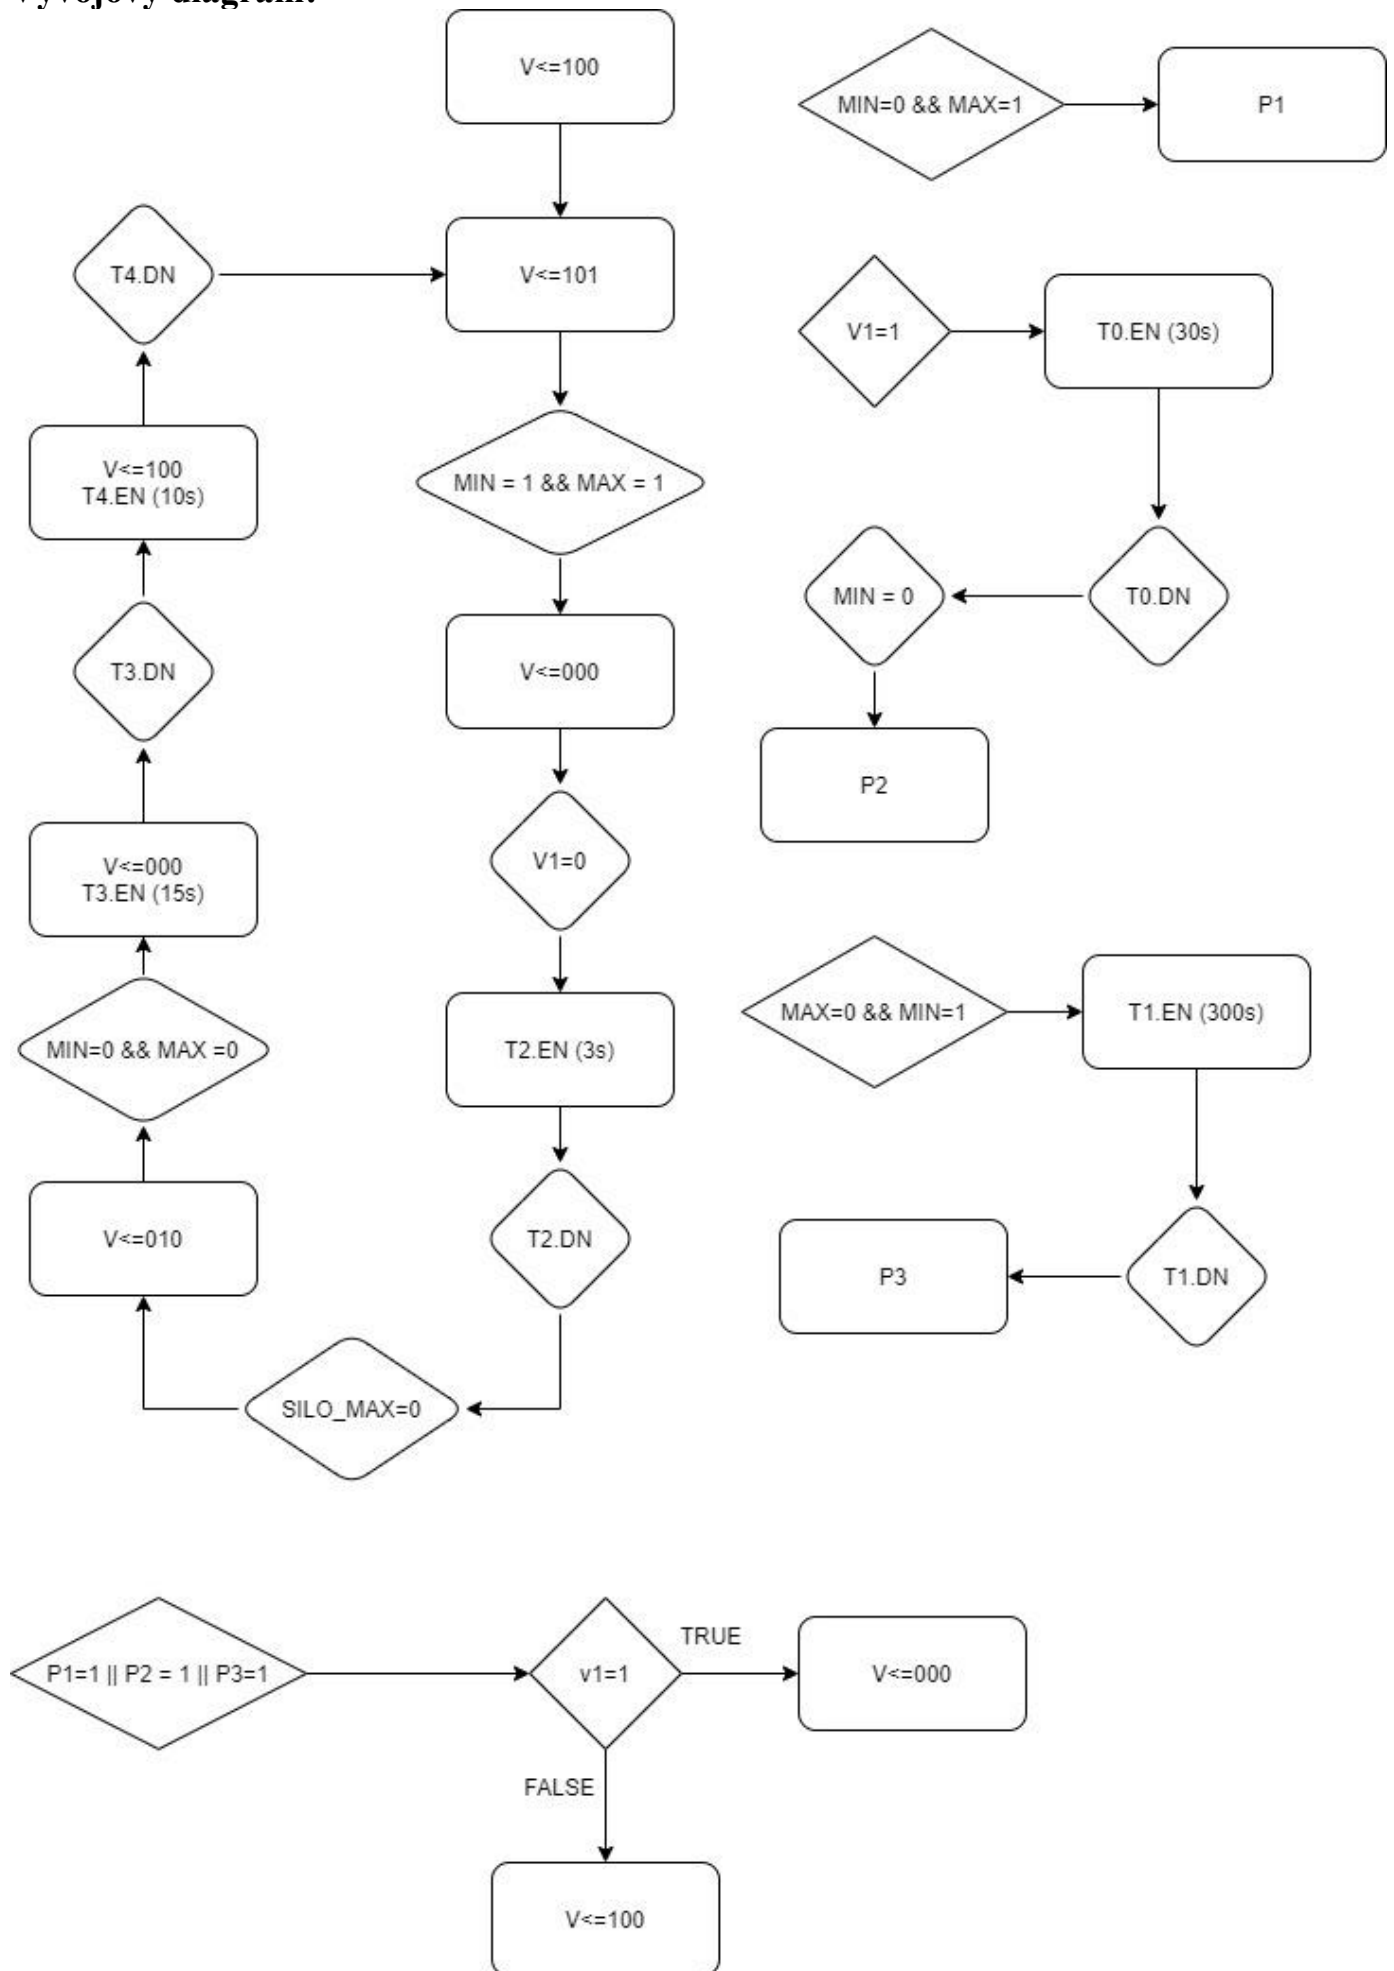 Vývojový diagram:
V<=100
V<=101
MIN = 1 && MAX = 1
V<=000
V1=0
T2.EN (3s)
T2.DN
SILO_MAX=0
V<=010
MIN=0 && MAX =0
V<=000
T3.EN (15s)
T3.DN
V<=100
T4.EN (10s)
T4.DN
MIN=0 && MAX=1
P1
V1=1
T0.EN (30s)
T0.DN
MIN = 0
P2
MAX=0 && MIN=1
T1.EN (300s)
T1.DN
P3
P1=1 || P2 = 1 || P3=1
v1=1
TRUE
V<=000
FALSE
V<=100